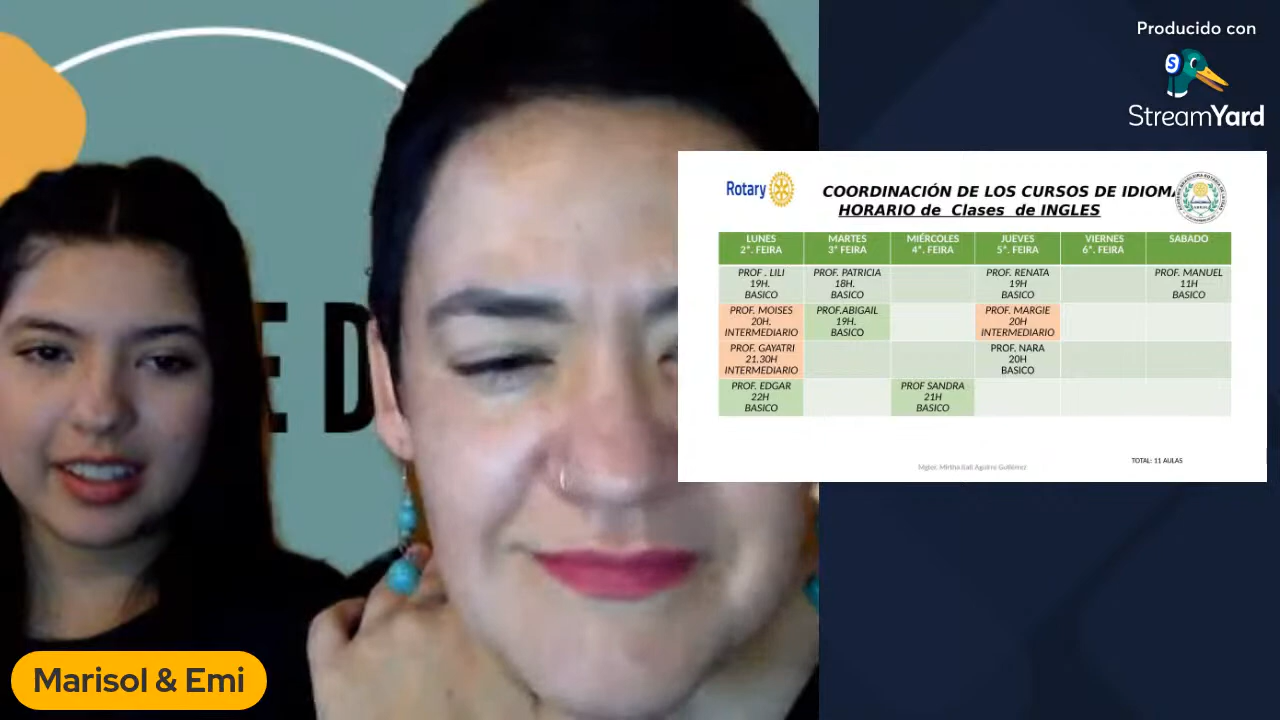 Producido con
StreamYard
E D
Rotary
COORDINACIÓN DE LOS CURSOS DE IDIOMA
HORARIO de Clases de INGLES
LUNES
2ª. FEIRA
MARTES
3ª FEIRA
MIÉRCOLES
4ª. FEIRA
JUEVES
5ª. FEIRA
VIERNES
6ª. FEIRA
SABADO
PROF . LILI
19H.
BASICO
PROF. PATRICIA
18H.
BASICO
PROF. RENATA
19H
BASICO
PROF. MANUEL
11H
BASICO
PROF. MOISES
20H.
INTERMEDIARIO
PROF.ABIGAIL
19H.
BASICO
PROF. MARGIE
20H
INTERMEDIARIO
PROF. GAYATRI
21.30H
INTERMEDIARIO
PROF. NARA
20H
BASICO
PROF. EDGAR
22H
BASICO
PROF SANDRA
21H
BASICO
TOTAL: 11 AULAS
Marisol & Emi